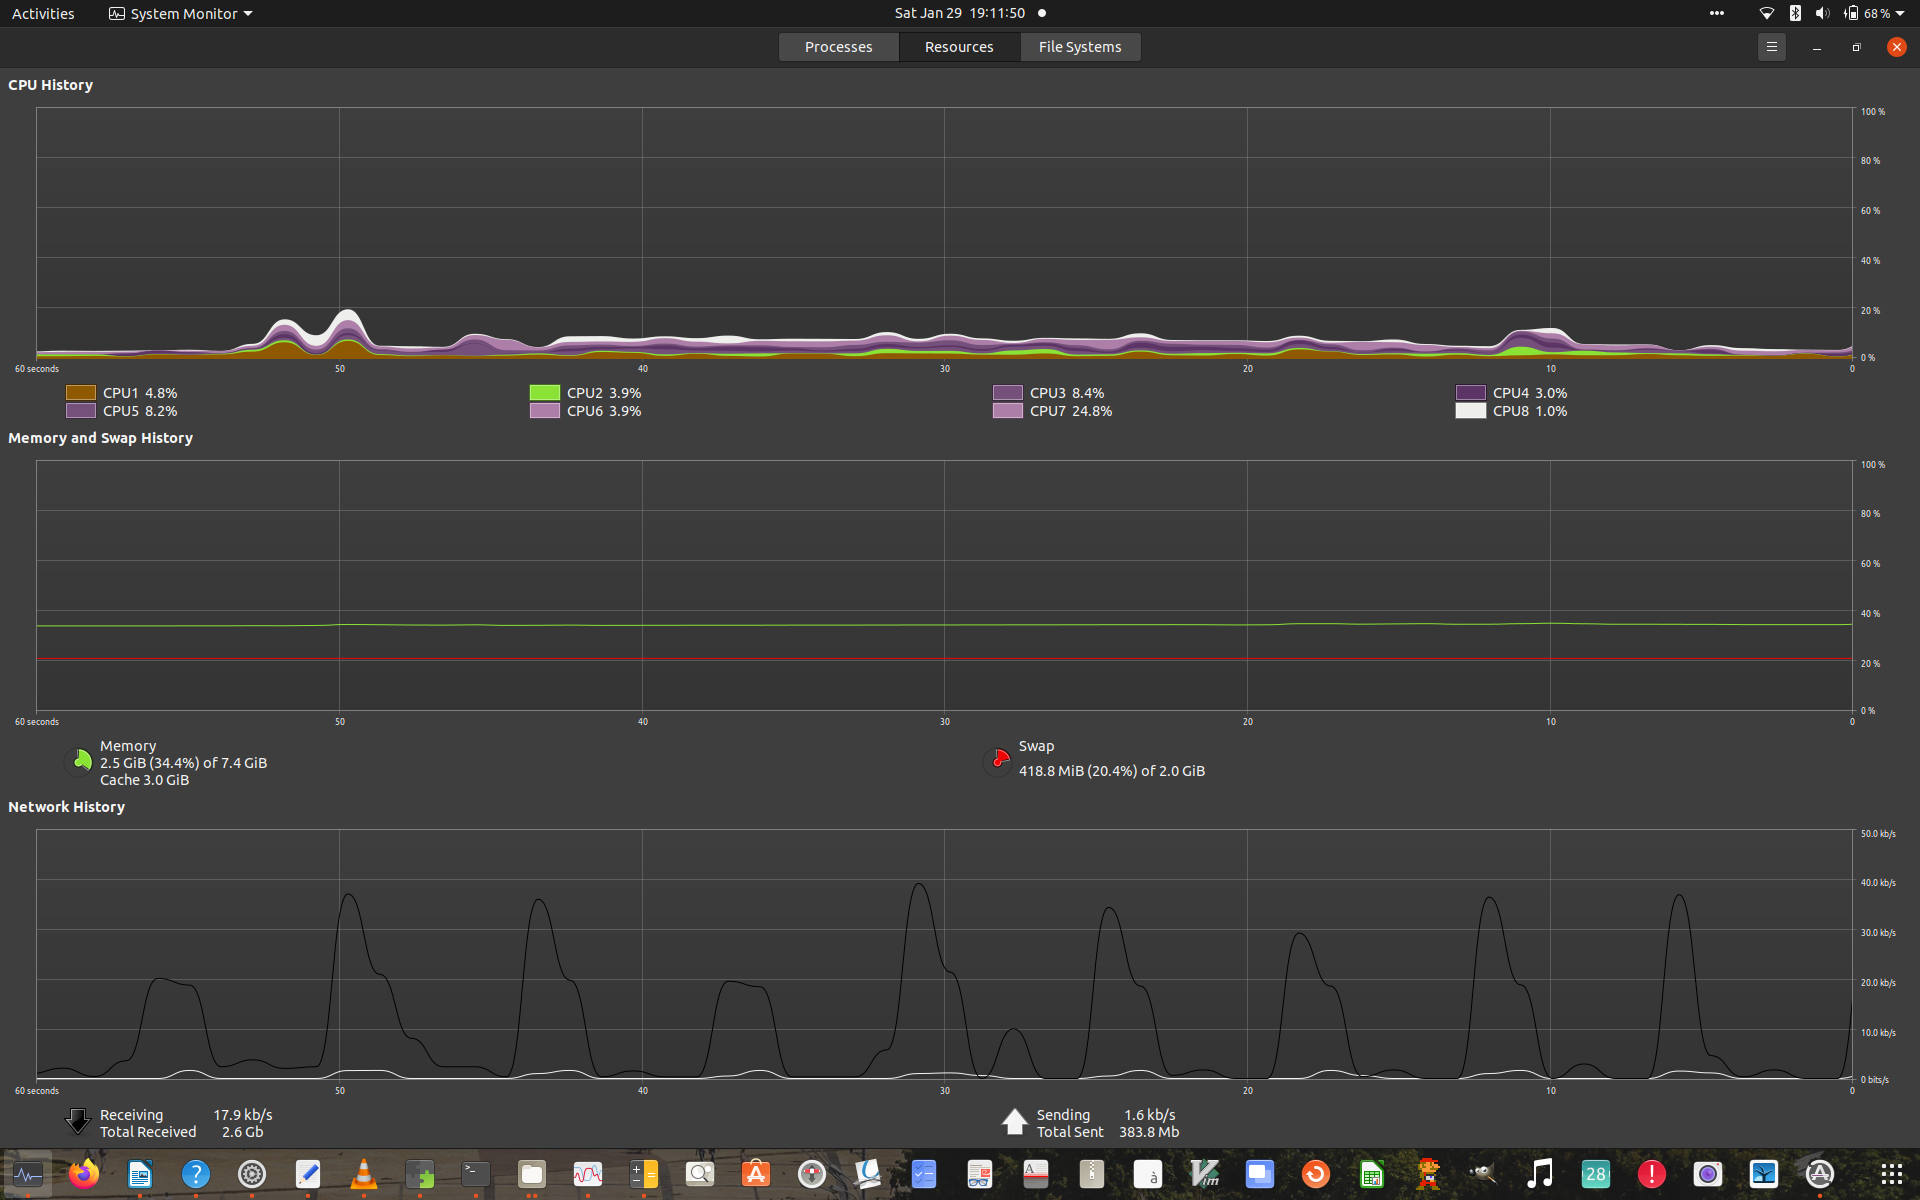 Activities System Monitor Sat Jan 29 19:11:50 68 %
Processes Resources File Systems
CPU History
100 %
80 %
60 %
40 %
20 %
0 %
60 seconds 50 40 30 20 10 0
CPU1 4.8% CPU2 3.9% CPU3 8.4% CPU4 3.0%
CPU5 8.2% CPU6 3.9% CPU7 24.8% CPU8 1.0%
Memory and Swap History
100 %
80 %
60 %
40 %
20 %
0 %
60 seconds 50 40 30 20 10 0
Memory Swap
2.5 GiB (34.4%) of 7.4 GiB 418.8 MiB (20.4%) of 2.0 GiB
Cache 3.0 GiB
Network History
50.0 kb/s
40.0 kb/s
30.0 kb/s
20.0 kb/s
10.0 kb/s
0 bits/s
60 seconds 50 40 30 20 10 0
Receiving 17.9 kb/s Sending 1.6 kb/s
Total Received 2.6 Gb Total Sent 383.8 Mb
? >_ A A à Vim 28 ! A